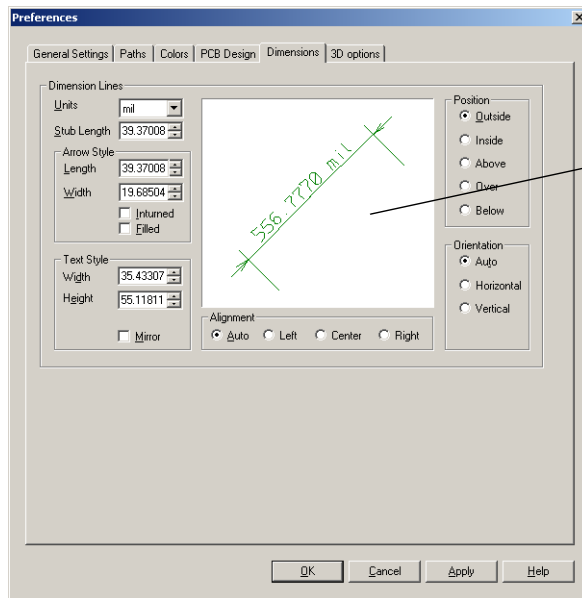 Preferences
General Settings Paths Colors PCB Design Dimensions 3D options
Dimension Lines
Units mil
Stub Length 39.37008
Arrow Style
Length 39.37008
Width 19.68504
Inturned
Filled
Text Style
Width 35.43307
Height 55.11811
Mirror
556.7770 mil
Alignment
Auto Left Center Right
Position
Outside
Inside
Above
Over
Below
Orientation
Auto
Horizontal
Vertical
OK Cancel Apply Help